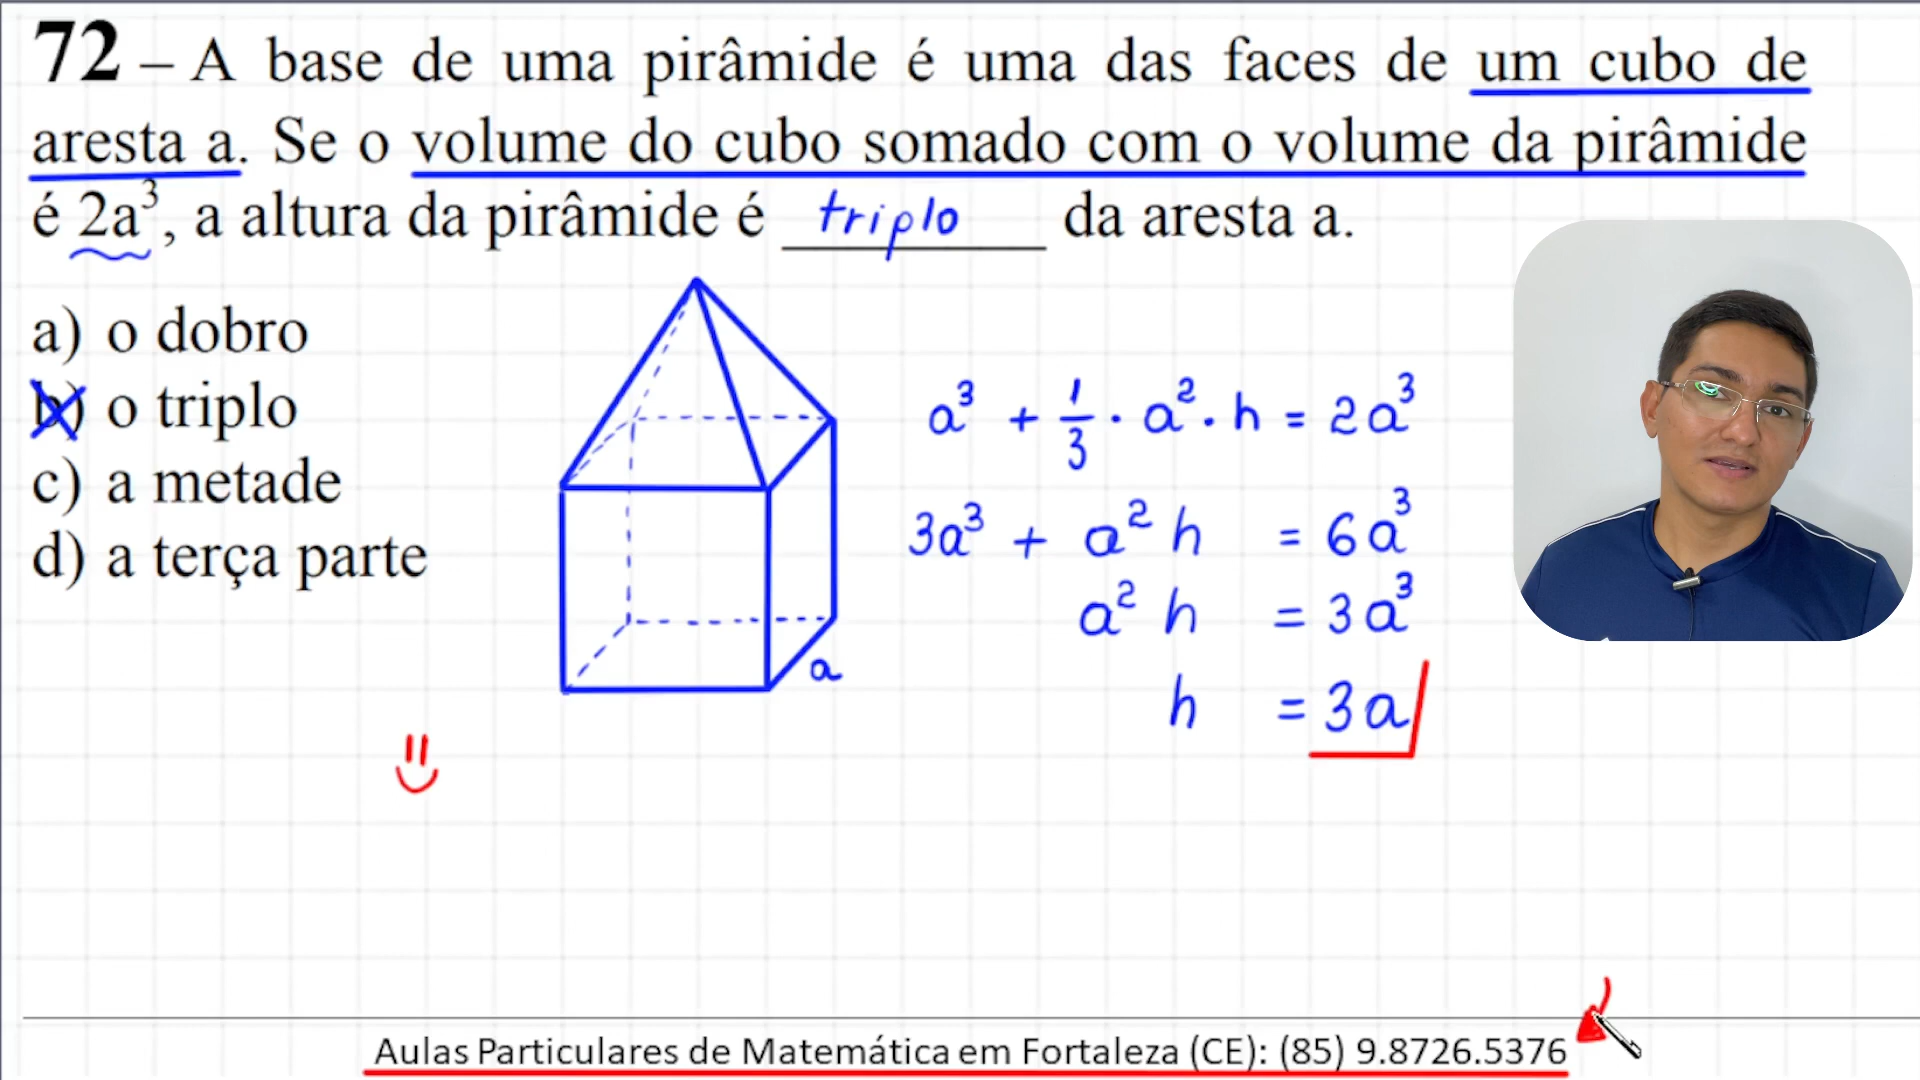 72 – A base de uma pirâmide é uma das faces de um cubo de
aresta a. Se o volume do cubo somado com o volume da pirâmide
é 2a³, a altura da pirâmide é triplo da aresta a.
a) o dobro
b) o triplo
c) a metade
d) a terça parte
a
a³ + 1/3 · a² · h = 2a³
3a³ + a² h = 6a³
a² h = 3a³
h = 3a
Aulas Particulares de Matemática em Fortaleza (CE): (85) 9.8726.5376